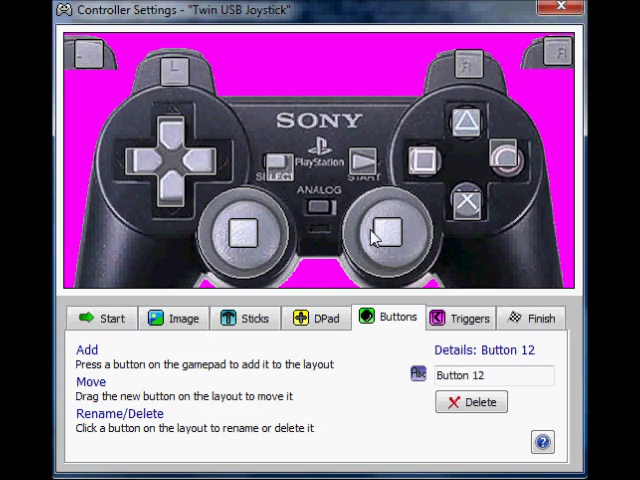 Controller Settings - "Twin USB Joystick"
L
R
R
SONY
PlayStation
SELECT
START
ANALOG
Start
Image
Sticks
DPad
Buttons
Triggers
Finish
Add
Press a button on the gamepad to add it to the layout
Move
Drag the new button on the layout to move it
Rename/Delete
Click a button on the layout to rename or delete it
Details: Button 12
Abc
Button 12
Delete
?